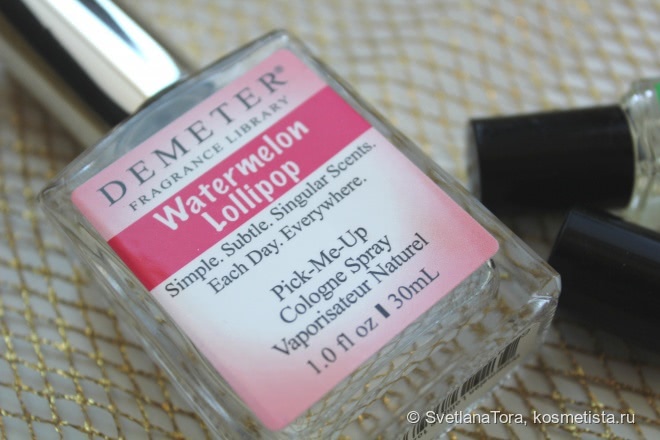 DEMETER®
FRAGRANCE LIBRARY
Watermelon
Lollipop
Simple. Subtle. Singular Scents.
Each Day. Everywhere.
Pick-Me-Up
Cologne Spray
Vaporisateur Naturel
1.0 fl oz 30mL
© SvetlanaTora, kosmetista.ru